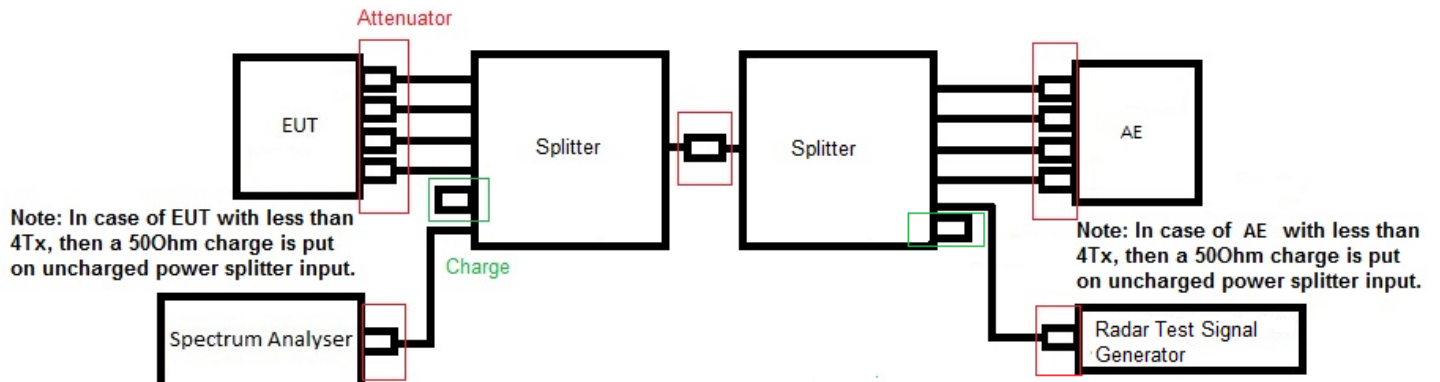 Attenuator
EUT
Splitter
Splitter
AE
Note: In case of EUT with less than
4Tx, then a 50Ohm charge is put
on uncharged power splitter input.
Charge
Note: In case of AE with less than
4Tx, then a 50Ohm charge is put
on uncharged power splitter input.
Spectrum Analyser
Radar Test Signal
Generator